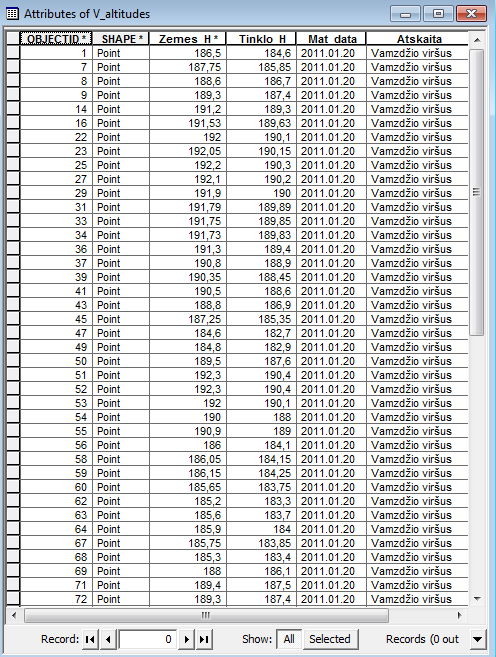 Attributes of V_altitudes
OBJECTID * SHAPE * Zemes_H * Tinklo_H Mat_data Atskaita
1 Point 186,5 184,6 2011.01.20 Vamzdžio viršus
7 Point 187,75 185,85 2011.01.20 Vamzdžio viršus
8 Point 188,6 186,7 2011.01.20 Vamzdžio viršus
9 Point 189,3 187,4 2011.01.20 Vamzdžio viršus
14 Point 191,2 189,3 2011.01.20 Vamzdžio viršus
16 Point 191,53 189,63 2011.01.20 Vamzdžio viršus
22 Point 192 190,1 2011.01.20 Vamzdžio viršus
23 Point 192,05 190,15 2011.01.20 Vamzdžio viršus
25 Point 192,2 190,3 2011.01.20 Vamzdžio viršus
27 Point 192,1 190,2 2011.01.20 Vamzdžio viršus
29 Point 191,9 190 2011.01.20 Vamzdžio viršus
31 Point 191,79 189,89 2011.01.20 Vamzdžio viršus
33 Point 191,75 189,85 2011.01.20 Vamzdžio viršus
34 Point 191,73 189,83 2011.01.20 Vamzdžio viršus
36 Point 191,3 189,4 2011.01.20 Vamzdžio viršus
37 Point 190,8 188,9 2011.01.20 Vamzdžio viršus
39 Point 190,35 188,45 2011.01.20 Vamzdžio viršus
41 Point 190,5 188,6 2011.01.20 Vamzdžio viršus
43 Point 188,8 186,9 2011.01.20 Vamzdžio viršus
45 Point 187,25 185,35 2011.01.20 Vamzdžio viršus
47 Point 184,6 182,7 2011.01.20 Vamzdžio viršus
49 Point 184,8 182,9 2011.01.20 Vamzdžio viršus
50 Point 189,5 187,6 2011.01.20 Vamzdžio viršus
51 Point 192,3 190,4 2011.01.20 Vamzdžio viršus
52 Point 192,3 190,4 2011.01.20 Vamzdžio viršus
53 Point 192 190,1 2011.01.20 Vamzdžio viršus
54 Point 190 188 2011.01.20 Vamzdžio viršus
55 Point 190,9 189 2011.01.20 Vamzdžio viršus
56 Point 186 184,1 2011.01.20 Vamzdžio viršus
58 Point 186,05 184,15 2011.01.20 Vamzdžio viršus
59 Point 186,15 184,25 2011.01.20 Vamzdžio viršus
60 Point 185,65 183,75 2011.01.20 Vamzdžio viršus
62 Point 185,2 183,3 2011.01.20 Vamzdžio viršus
63 Point 185,6 183,7 2011.01.20 Vamzdžio viršus
64 Point 185,9 184 2011.01.20 Vamzdžio viršus
67 Point 185,75 183,85 2011.01.20 Vamzdžio viršus
68 Point 185,3 183,4 2011.01.20 Vamzdžio viršus
69 Point 188 186,1 2011.01.20 Vamzdžio viršus
71 Point 189,4 187,5 2011.01.20 Vamzdžio viršus
72 Point 189,3 187,4 2011.01.20 Vamzdžio viršus
Record: 0 Show: All Selected Records (0 out